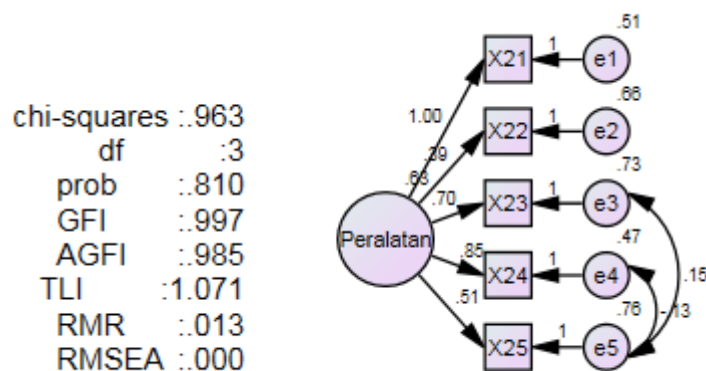 chi-squares :.963
df :3
prob :.810
GFI :.997
AGFI :.985
TLI :1.071
RMR :.013
RMSEA :.000
.51
X21 1 e1
.66
1.00
X22 1 e2
.39
.73
.63
.70
X23 1 e3
Peralatan
.47
.85
X24 1 e4
.15
.76
-.13
.51
X25 1 e5